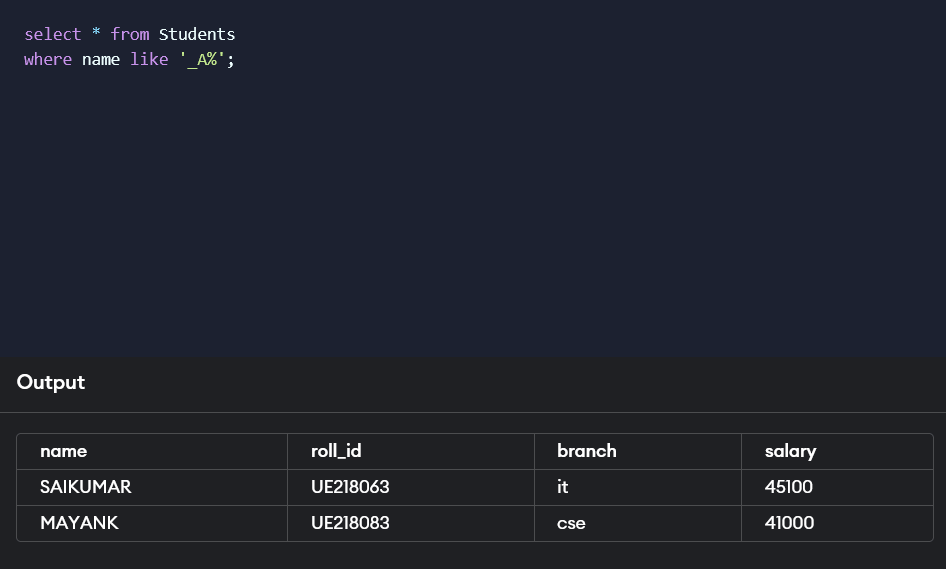 select * from Students
where name like '_A%';
Output
name roll_id branch salary
SAIKUMAR UE218063 it 45100
MAYANK UE218083 cse 41000